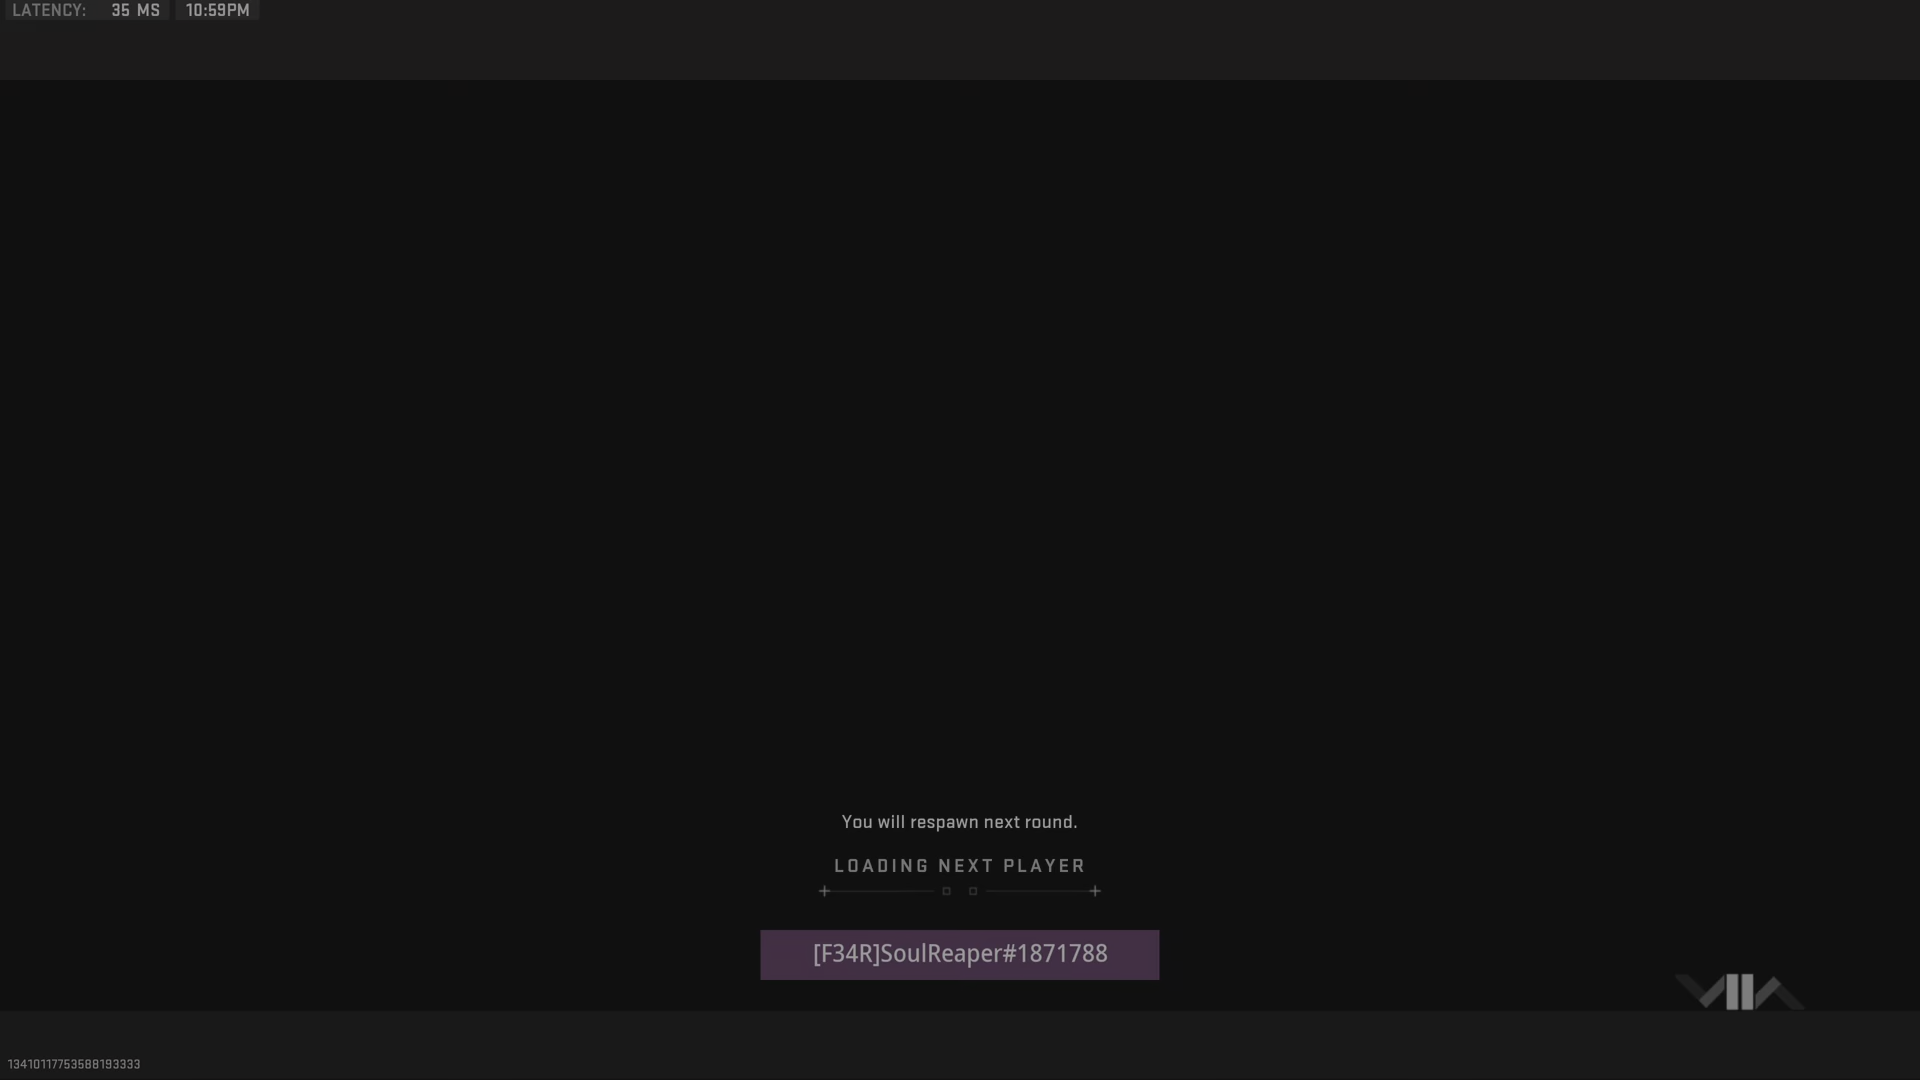 LATENCY: 35 MS 10:59PM
You will respawn next round.
LOADING NEXT PLAYER
[F34R]SoulReaper#1871788
13410117753588193333